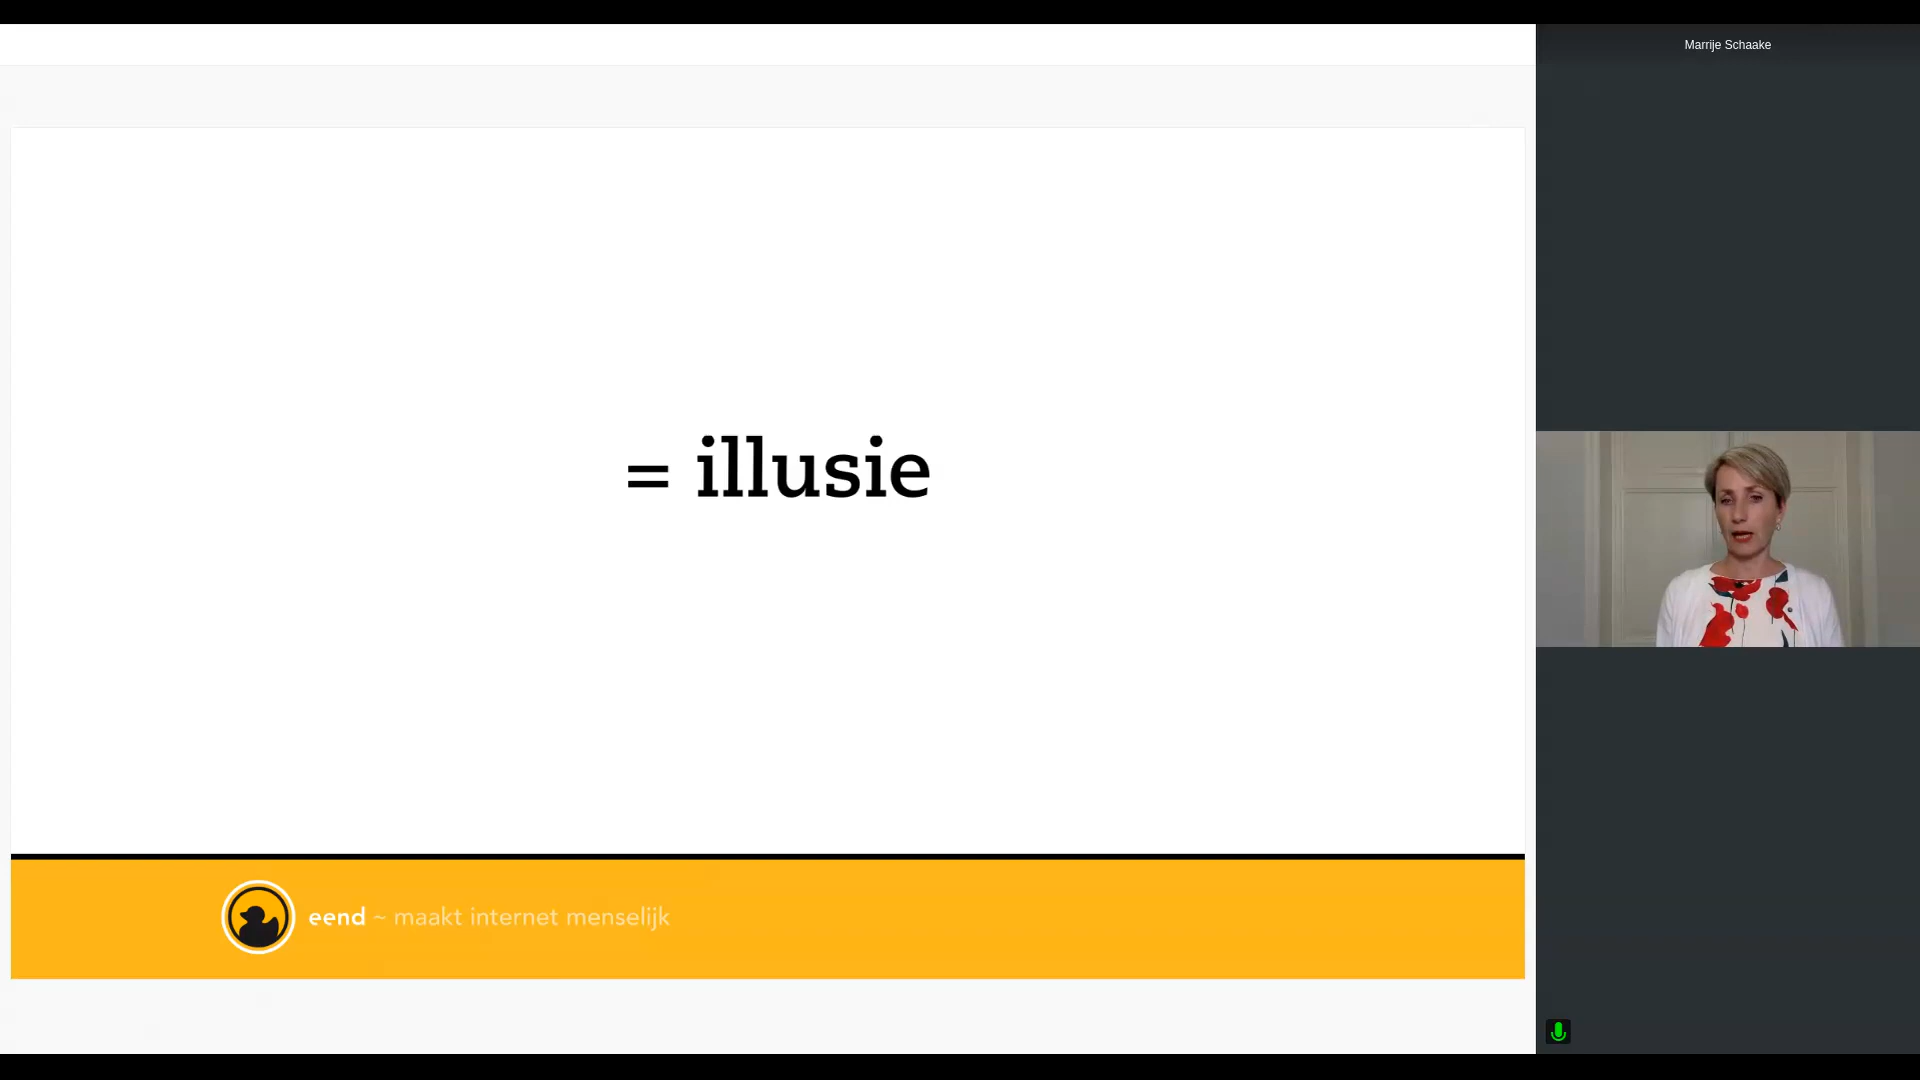 Marrije Schaake
= illusie
eend ~ maakt internet menselijk